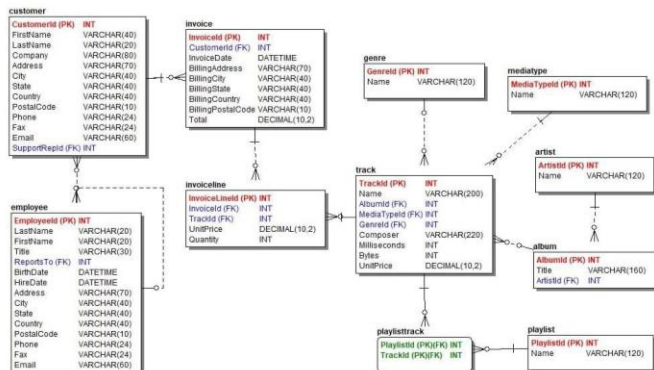 customer
CustomerId (PK) INT
FirstName VARCHAR(40)
LastName VARCHAR(20)
Company VARCHAR(80)
Address VARCHAR(70)
City VARCHAR(40)
State VARCHAR(40)
Country VARCHAR(40)
PostalCode VARCHAR(10)
Phone VARCHAR(24)
Fax VARCHAR(24)
Email VARCHAR(60)
SupportRepId (FK) INT
invoice
InvoiceId (PK) INT
CustomerId (FK) INT
InvoiceDate DATETIME
BillingAddress VARCHAR(70)
BillingCity VARCHAR(40)
BillingState VARCHAR(40)
BillingCountry VARCHAR(40)
BillingPostalCode VARCHAR(10)
Total DECIMAL(10,2)
genre
GenreId (PK) INT
Name VARCHAR(120)
mediatype
MediaTypeId (PK) INT
Name VARCHAR(120)
artist
ArtistId (PK) INT
Name VARCHAR(120)
employee
EmployeeId (PK) INT
LastName VARCHAR(20)
FirstName VARCHAR(20)
Title VARCHAR(30)
ReportsTo (FK) INT
BirthDate DATETIME
HireDate DATETIME
Address VARCHAR(70)
City VARCHAR(40)
State VARCHAR(40)
Country VARCHAR(40)
PostalCode VARCHAR(10)
Phone VARCHAR(24)
Fax VARCHAR(24)
Email VARCHAR(60)
invoiceline
InvoiceLineId (PK) INT
InvoiceId (FK) INT
TrackId (FK) INT
UnitPrice DECIMAL(10,2)
Quantity INT
track
TrackId (PK) INT
Name VARCHAR(200)
AlbumId (FK) INT
MediaTypeId (FK) INT
GenreId (FK) INT
Composer VARCHAR(220)
Milliseconds INT
Bytes INT
UnitPrice DECIMAL(10,2)
album
AlbumId (PK) INT
Title VARCHAR(160)
ArtistId (FK) INT
playlisttrack
PlaylistId (PK)(FK) INT
TrackId (PK)(FK) INT
playlist
PlaylistId (PK) INT
Name VARCHAR(120)